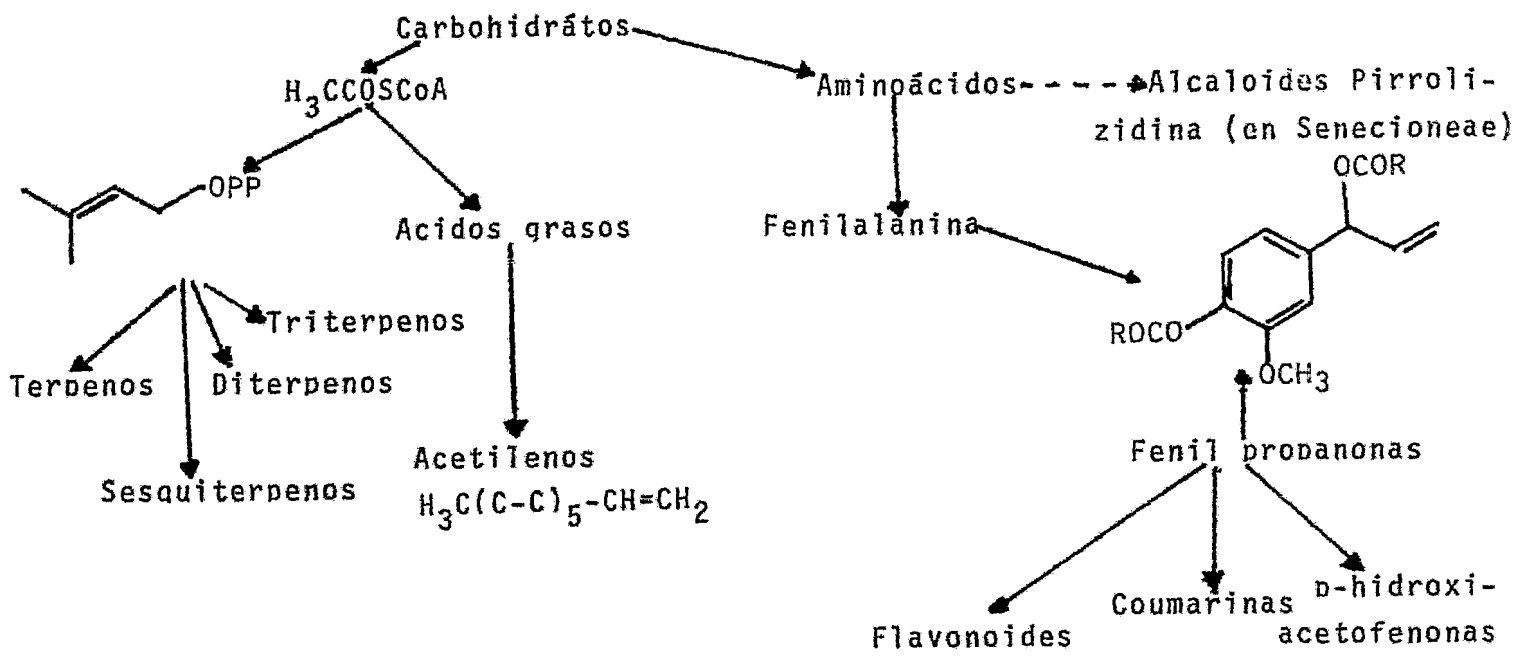 Carbohidrátos
H3CCOSCoA
Aminoácidos
Alcaloides Pirroli-
zidina (en Senecioneae)
OCOR
OPP
Acidos grasos
Fenilalanina
Triterpenos
ROCO
OCH3
Terpenos
Diterpenos
Acetilenos
H3C(C-C)5-CH=CH2
Fenil propanonas
Sesquiterpenos
Flavonoides
Coumarinas
p-hidroxi-
acetofenonas